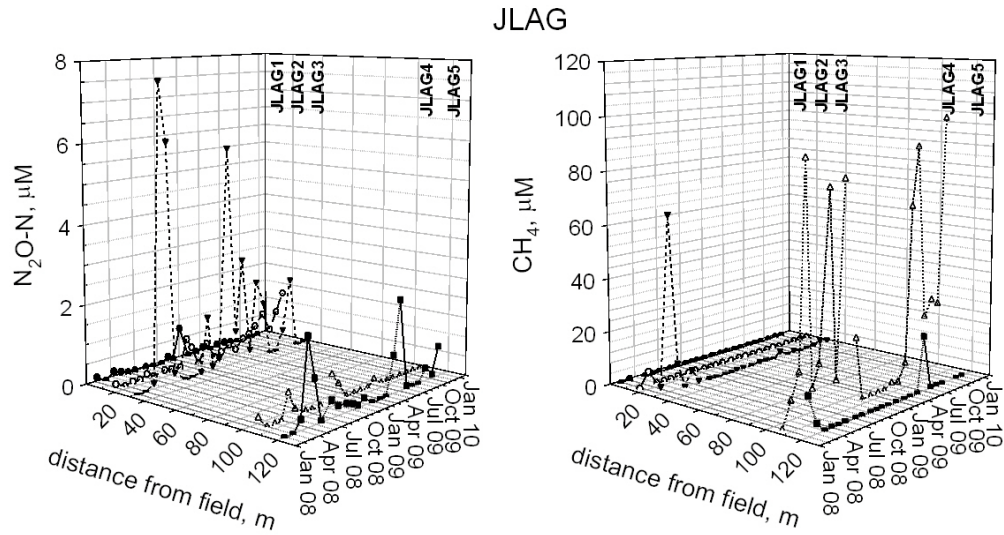 JLAG
8
6
4
2
0
N₂O-N, μM
JLAG1
JLAG2
JLAG3
JLAG4
JLAG5
20
40
60
80
100
120
distance from field, m
Jan 08
Apr 08
Jul 08
Oct 08
Jan 09
Apr 09
Jul 09
Oct 09
Jan 10
120
100
80
60
40
20
0
CH₄, μM
JLAG1
JLAG2
JLAG3
JLAG4
JLAG5
20
40
60
80
100
120
distance from field, m
Jan 08
Apr 08
Jul 08
Oct 08
Jan 09
Apr 09
Jul 09
Oct 09
Jan 10